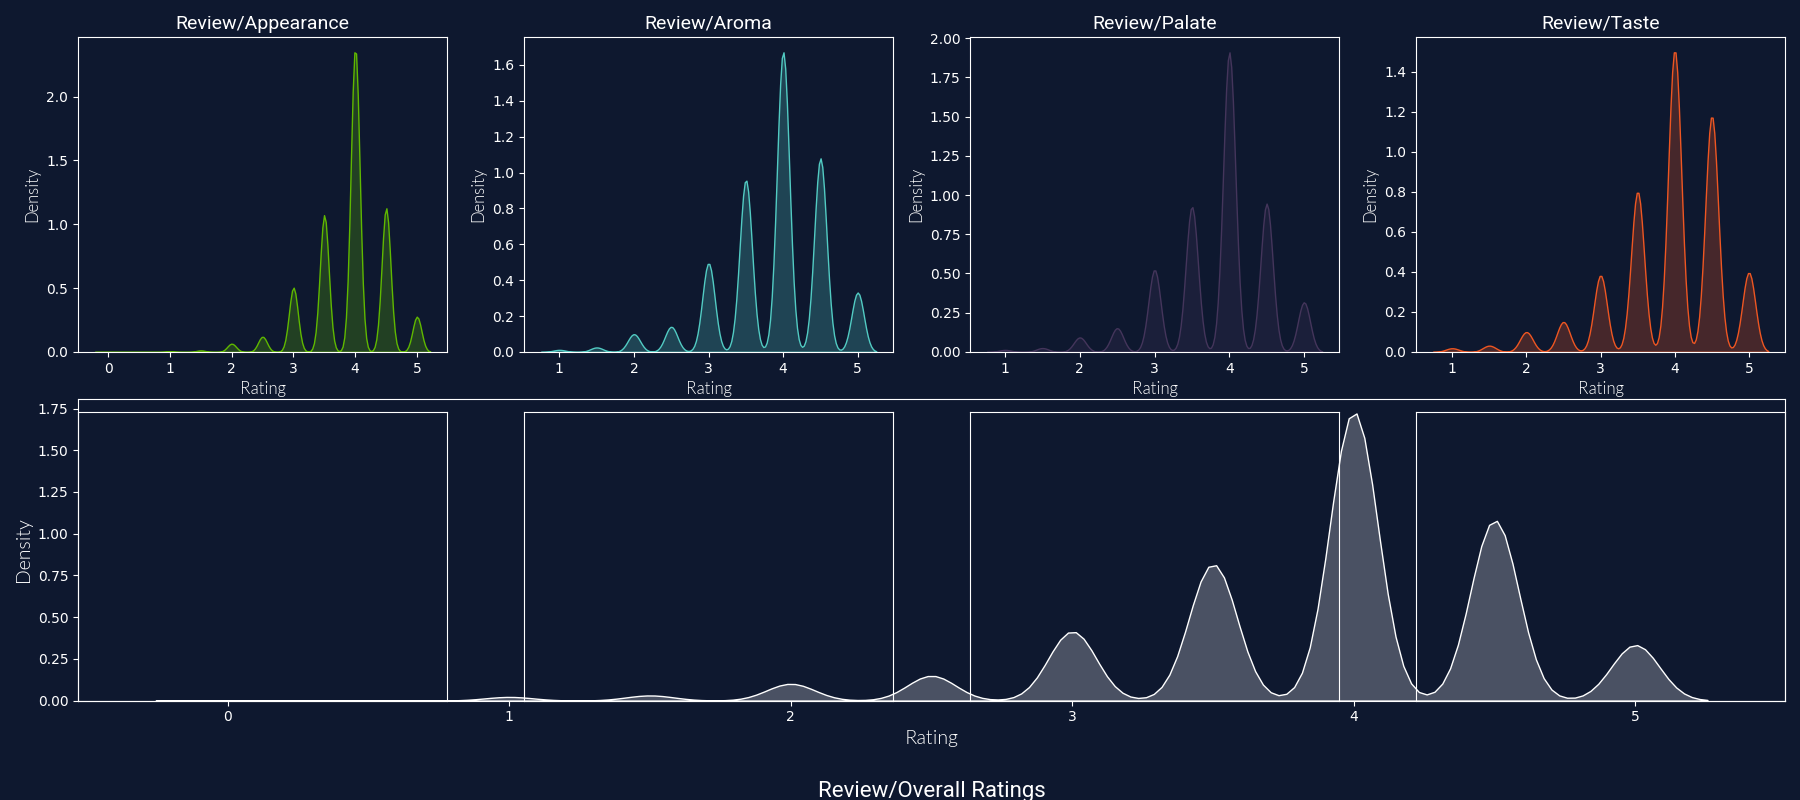 Review/Appearance
Review/Aroma
Review/Palate
Review/Taste
Density
2.0
1.5
1.0
0.5
0.0
0 1 2 3 4 5
Rating
Density
1.6
1.4
1.2
1.0
0.8
0.6
0.4
0.2
0.0
1 2 3 4 5
Rating
Density
2.00
1.75
1.50
1.25
1.00
0.75
0.50
0.25
0.00
1 2 3 4 5
Rating
Density
1.4
1.2
1.0
0.8
0.6
0.4
0.2
0.0
1 2 3 4 5
Rating
Density
1.75
1.50
1.25
1.00
0.75
0.50
0.25
0.00
0 1 2 3 4 5
Rating
Review/Overall Ratings